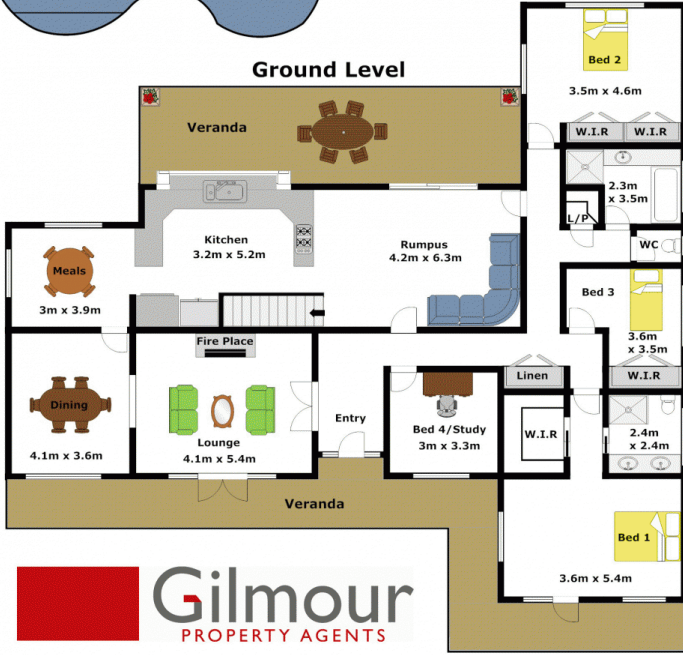 Ground Level
Bed 2
3.5m x 4.6m
W.I.R
W.I.R
Veranda
2.3m
x 3.5m
L/P
WC
Kitchen
3.2m x 5.2m
Rumpus
4.2m x 6.3m
Meals
3m x 3.9m
Bed 3
3.6m
x 3.5m
W.I.R
Fire Place
Linen
Dining
4.1m x 3.6m
Lounge
4.1m x 5.4m
Entry
Bed 4/Study
3m x 3.3m
W.I.R
2.4m
x 2.4m
Veranda
Bed 1
3.6m x 5.4m
Gilmour
PROPERTY AGENTS